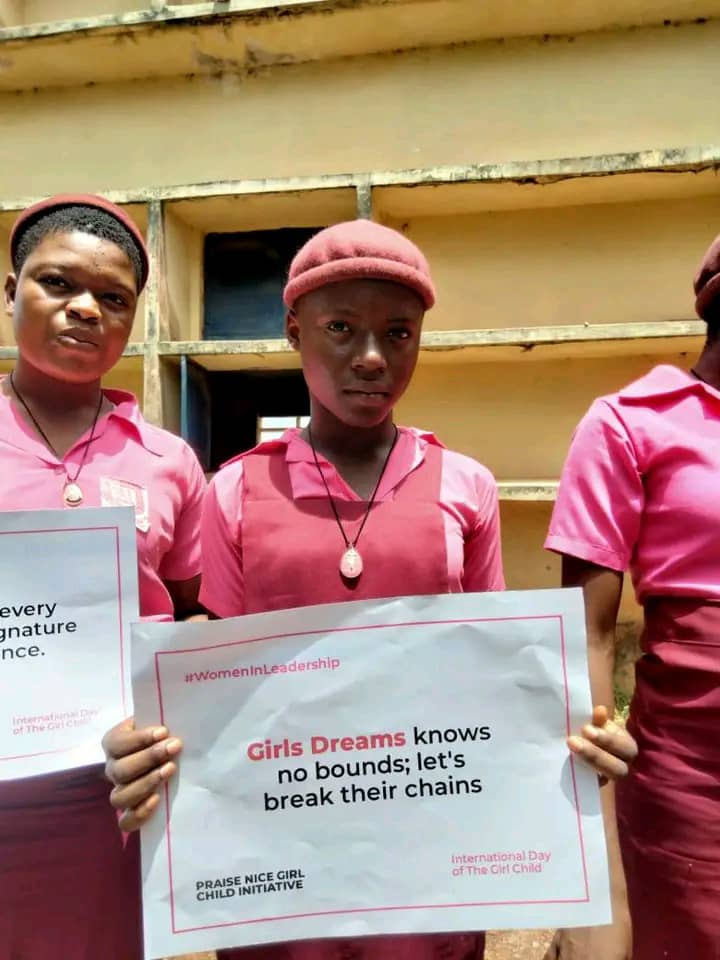 every
gnature
nce.
International Day
of The Girl Child
#WomenInLeadership
Girls Dreams knows
no bounds; let's
break their chains
PRAISE NICE GIRL
CHILD INITIATIVE
International Day
of The Girl Child